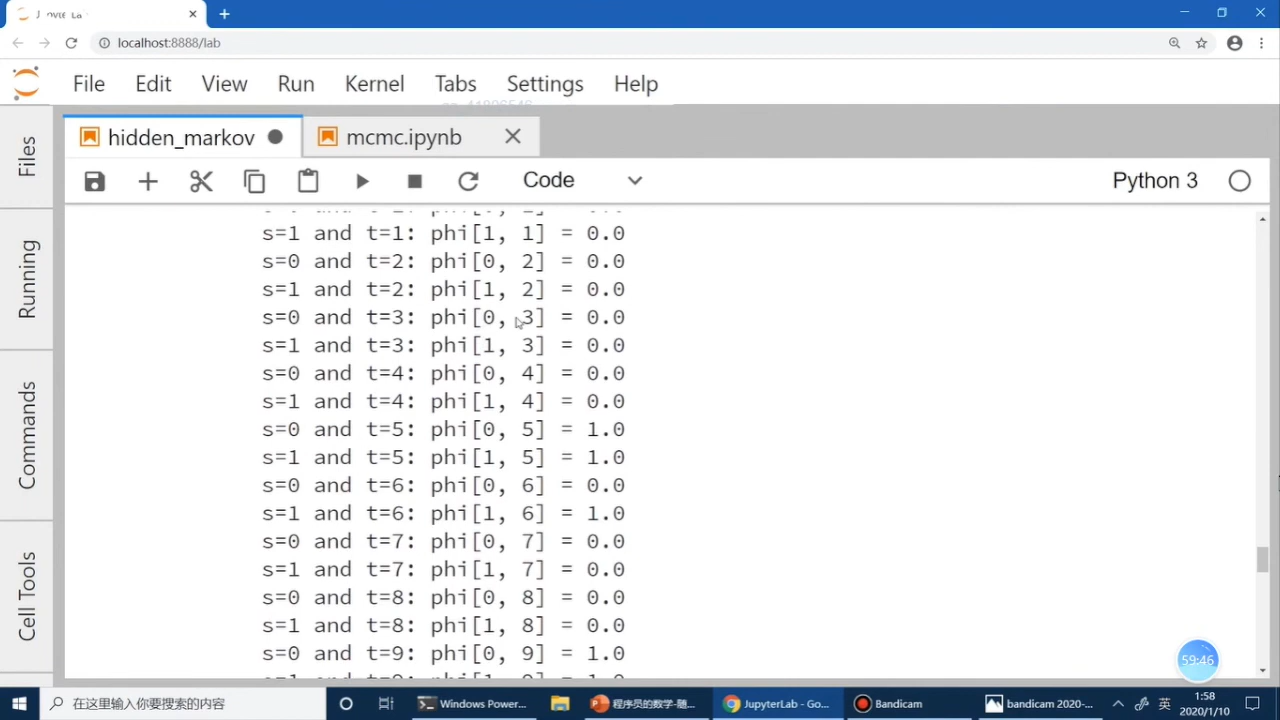 localhost:8888/lab
File Edit View Run Kernel Tabs Settings Help
hidden_markov mcmc.ipynb
Code Python 3
Files
Running
Commands
Cell Tools
s=1 and t=1: phi[1, 1] = 0.0
s=0 and t=2: phi[0, 2] = 0.0
s=1 and t=2: phi[1, 2] = 0.0
s=0 and t=3: phi[0, 3] = 0.0
s=1 and t=3: phi[1, 3] = 0.0
s=0 and t=4: phi[0, 4] = 0.0
s=1 and t=4: phi[1, 4] = 0.0
s=0 and t=5: phi[0, 5] = 1.0
s=1 and t=5: phi[1, 5] = 1.0
s=0 and t=6: phi[0, 6] = 0.0
s=1 and t=6: phi[1, 6] = 1.0
s=0 and t=7: phi[0, 7] = 0.0
s=1 and t=7: phi[1, 7] = 0.0
s=0 and t=8: phi[0, 8] = 0.0
s=1 and t=8: phi[1, 8] = 0.0
s=0 and t=9: phi[0, 9] = 1.0
59:46
在这里输入你要搜索的内容
Windows Power...
程序员的数学-随...
JupyterLab - Go...
Bandicam
bandicam 2020-...
英
1:58
2020/1/10